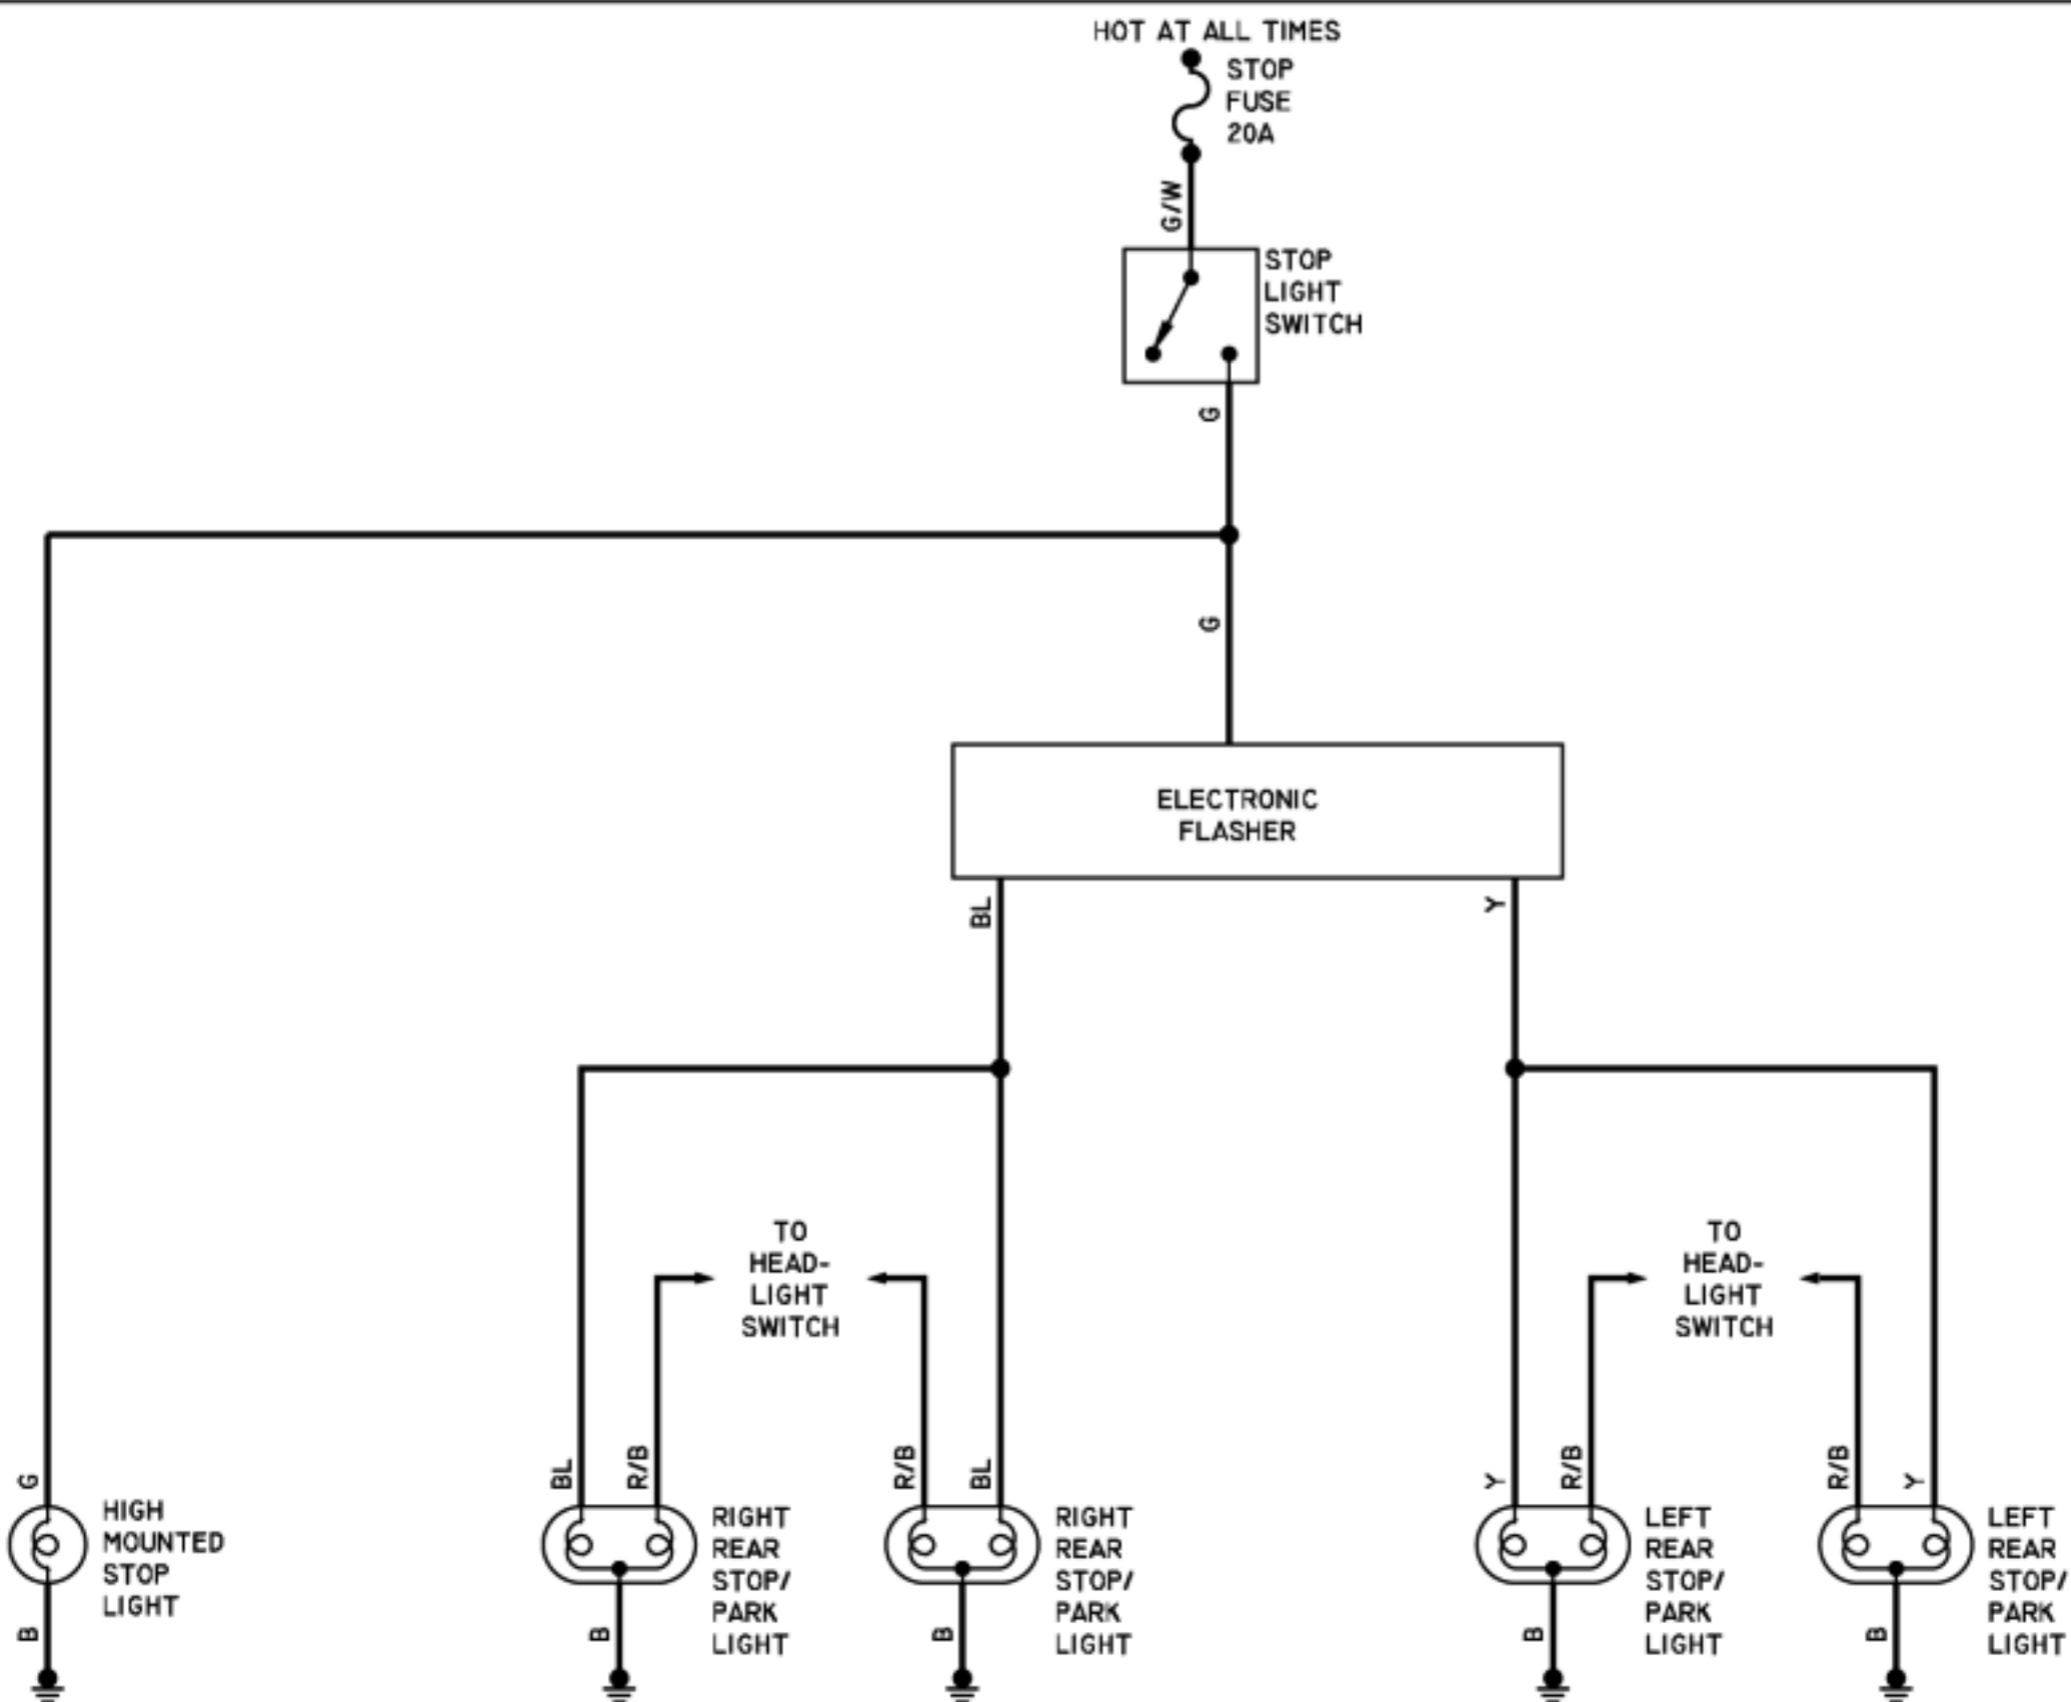 HOT AT ALL TIMES
STOP
FUSE
20A
G/W
STOP
LIGHT
SWITCH
G
G
ELECTRONIC
FLASHER
BL
Y
TO
HEAD-
LIGHT
SWITCH
TO
HEAD-
LIGHT
SWITCH
G
BL
R/B
R/B
BL
Y
R/B
R/B
Y
HIGH
MOUNTED
STOP
LIGHT
RIGHT
REAR
STOP/
PARK
LIGHT
RIGHT
REAR
STOP/
PARK
LIGHT
LEFT
REAR
STOP/
PARK
LIGHT
LEFT
REAR
STOP/
PARK
LIGHT
B
B
B
B
B